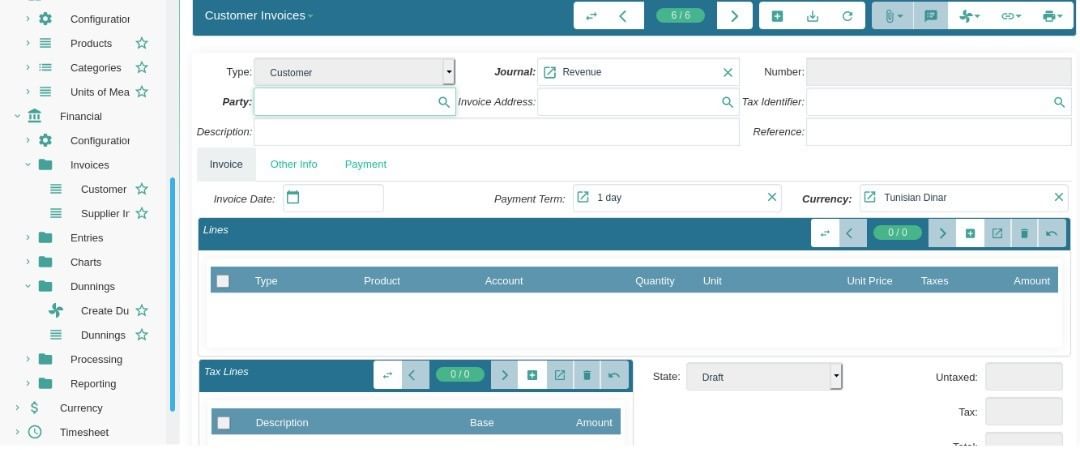 Customer Invoices
6 / 6
Configuration
Products
Categories
Units of Mea
Financial
Configuration
Invoices
Customer
Supplier In
Entries
Charts
Dunnings
Create Du
Dunnings
Processing
Reporting
Currency
Timesheet
Type: Customer Journal: Revenue Number:
Party: Invoice Address: Tax Identifier:
Description: Reference:
Invoice Other Info Payment
Invoice Date: Payment Term: 1 day Currency: Tunisian Dinar
Lines 0 / 0
Type Product Account Quantity Unit Unit Price Taxes Amount
Tax Lines 0 / 0
State: Draft Untaxed:
Tax:
Description Base Amount